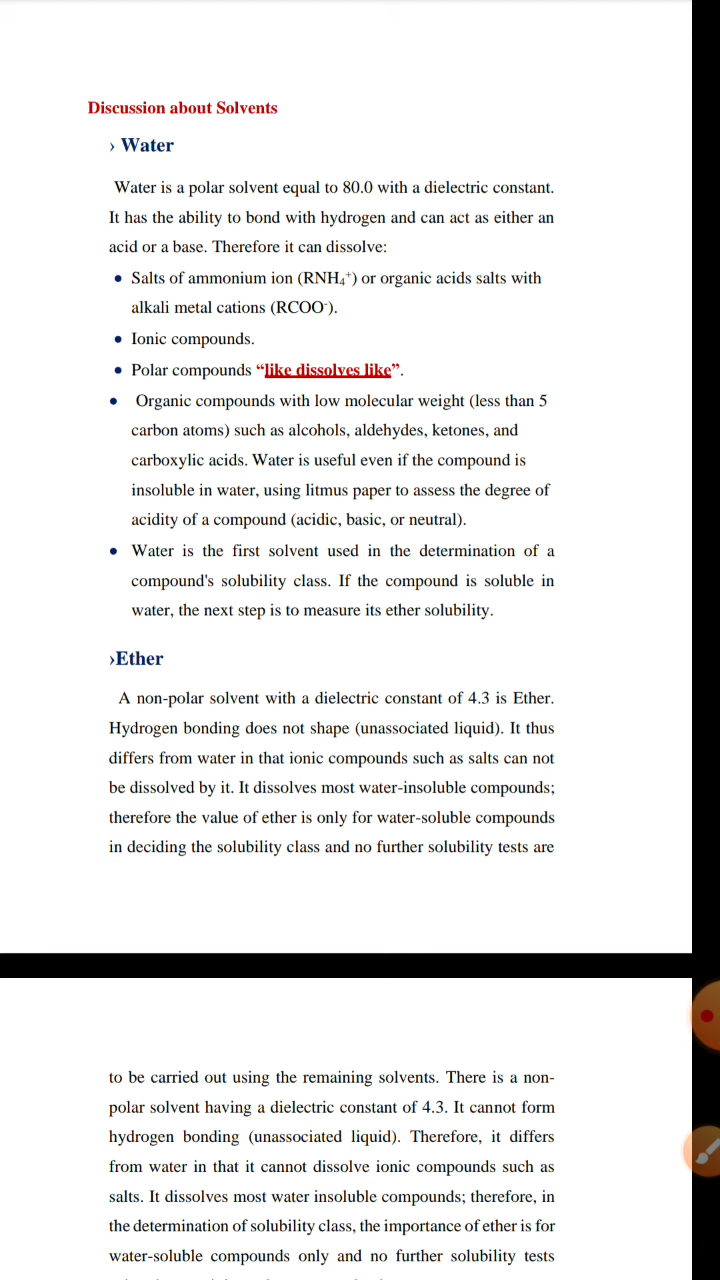 Discussion about Solvents
› Water
Water is a polar solvent equal to 80.0 with a dielectric constant.
It has the ability to bond with hydrogen and can act as either an
acid or a base. Therefore it can dissolve:
• Salts of ammonium ion (RNH₄⁺) or organic acids salts with
alkali metal cations (RCOO⁻).
• Ionic compounds.
• Polar compounds “like dissolves like”.
• Organic compounds with low molecular weight (less than 5
carbon atoms) such as alcohols, aldehydes, ketones, and
carboxylic acids. Water is useful even if the compound is
insoluble in water, using litmus paper to assess the degree of
acidity of a compound (acidic, basic, or neutral).
• Water is the first solvent used in the determination of a
compound's solubility class. If the compound is soluble in
water, the next step is to measure its ether solubility.
›Ether
A non-polar solvent with a dielectric constant of 4.3 is Ether.
Hydrogen bonding does not shape (unassociated liquid). It thus
differs from water in that ionic compounds such as salts can not
be dissolved by it. It dissolves most water-insoluble compounds;
therefore the value of ether is only for water-soluble compounds
in deciding the solubility class and no further solubility tests are
to be carried out using the remaining solvents. There is a non-
polar solvent having a dielectric constant of 4.3. It cannot form
hydrogen bonding (unassociated liquid). Therefore, it differs
from water in that it cannot dissolve ionic compounds such as
salts. It dissolves most water insoluble compounds; therefore, in
the determination of solubility class, the importance of ether is for
water-soluble compounds only and no further solubility tests